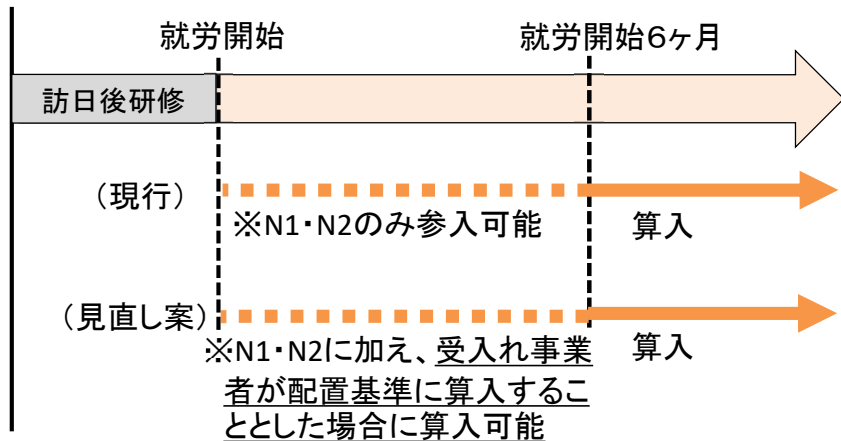 就労開始
就労開始6ヶ月
訪日後研修
（現行）
※N1・N2のみ参入可能
算入
（見直し案）
※N1・N2に加え、受入れ事業
者が配置基準に算入するこ
ととした場合に算入可能
算入